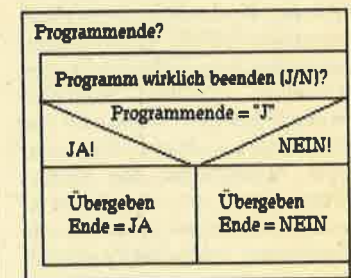 Programmende?
Programm wirklich beenden (J/N)?
Programmende = "J"
JA!
NEIN!
Übergeben
Ende = JA
Übergeben
Ende = NEIN